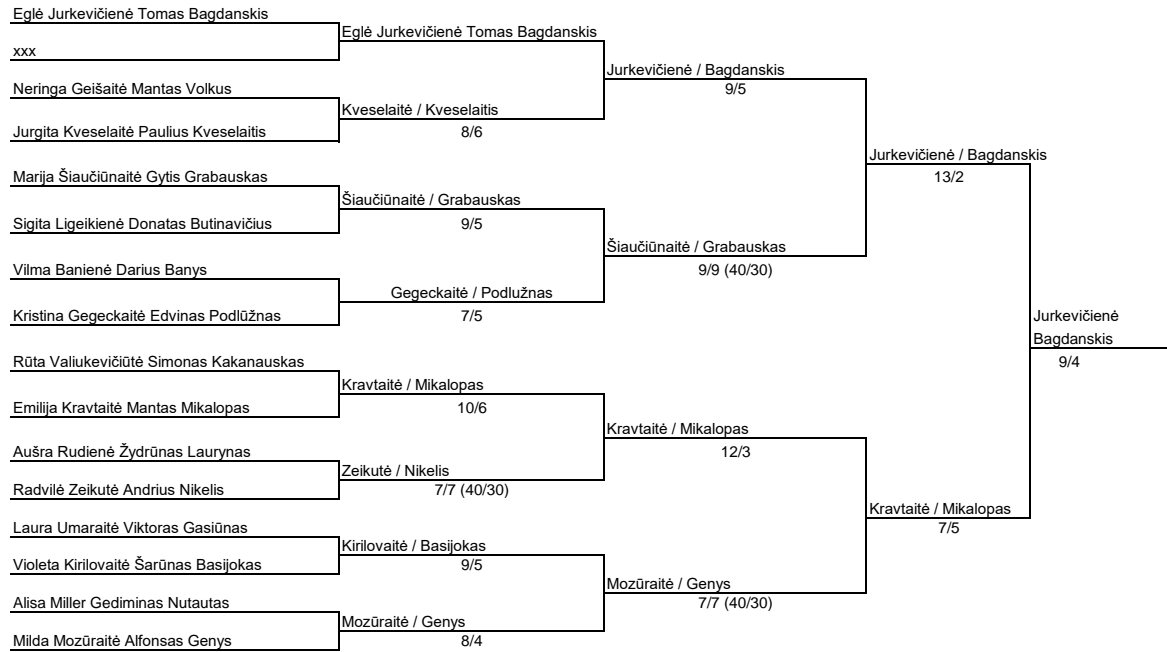 Eglė Jurkevičienė Tomas Bagdanskis
xxx
Neringa Geišaitė Mantas Volkus
Jurgita Kveselaitė Paulius Kveselaitis
Marija Šiaučiūnaitė Gytis Grabauskas
Sigita Ligeikienė Donatas Butinavičius
Vilma Banienė Darius Banys
Kristina Gegeckaitė Edvinas Podlūžnas
Rūta Valiukevičiūtė Simonas Kakanauskas
Emilija Kravtaitė Mantas Mikalopas
Aušra Rudienė Žydrūnas Laurynas
Radvilė Zeikutė Andrius Nikelis
Laura Umaraitė Viktoras Gasiūnas
Violeta Kirilovaitė Šarūnas Basijokas
Alisa Miller Gediminas Nutautas
Milda Mozūraitė Alfonsas Genys
Eglė Jurkevičienė Tomas Bagdanskis
Kveselaitė / Kveselaitis
8/6
Šiaučiūnaitė / Grabauskas
9/5
Gegeckaitė / Podlužnas
7/5
Kravtaitė / Mikalopas
10/6
Zeikutė / Nikelis
7/7 (40/30)
Kirilovaitė / Basijokas
9/5
Mozūraitė / Genys
8/4
Jurkevičienė / Bagdanskis
9/5
Šiaučiūnaitė / Grabauskas
9/9 (40/30)
Kravtaitė / Mikalopas
12/3
Mozūraitė / Genys
7/7 (40/30)
Jurkevičienė / Bagdanskis
13/2
Kravtaitė / Mikalopas
7/5
Jurkevičienė
Bagdanskis
9/4